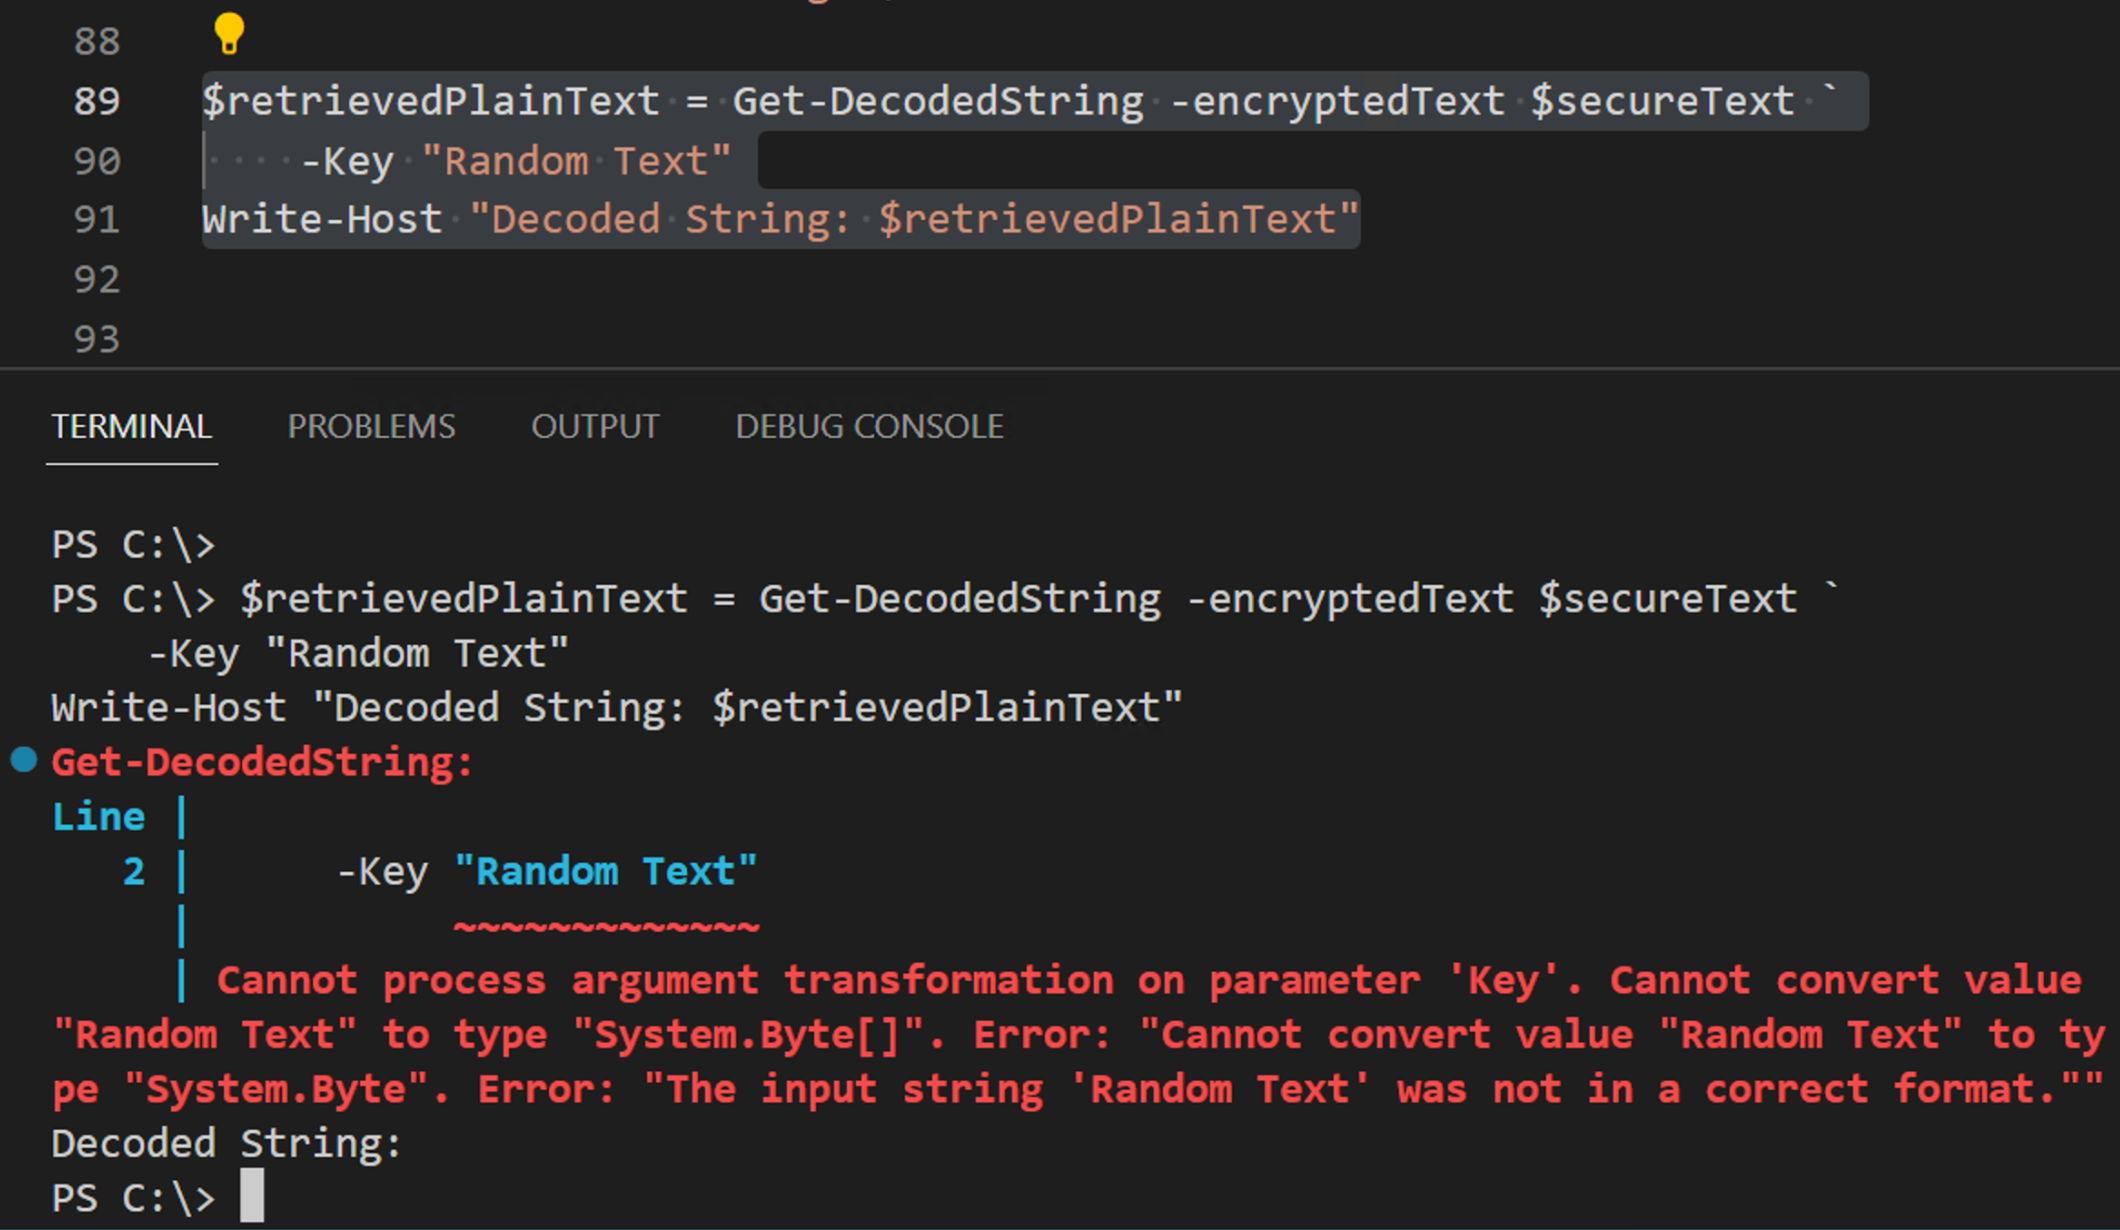 88
89 $retrievedPlainText = Get-DecodedString -encryptedText $secureText `
90     -Key "Random Text"
91 Write-Host "Decoded String: $retrievedPlainText"
92
93
TERMINAL PROBLEMS OUTPUT DEBUG CONSOLE
PS C:\>
PS C:\> $retrievedPlainText = Get-DecodedString -encryptedText $secureText `
    -Key "Random Text"
Write-Host "Decoded String: $retrievedPlainText"
Get-DecodedString:
Line |
   2 |      -Key "Random Text"
     |           ~~~~~~~~~~~~~
     | Cannot process argument transformation on parameter 'Key'. Cannot convert value
"Random Text" to type "System.Byte[]". Error: "Cannot convert value "Random Text" to ty
pe "System.Byte". Error: "The input string 'Random Text' was not in a correct format.""
Decoded String:
PS C:\>